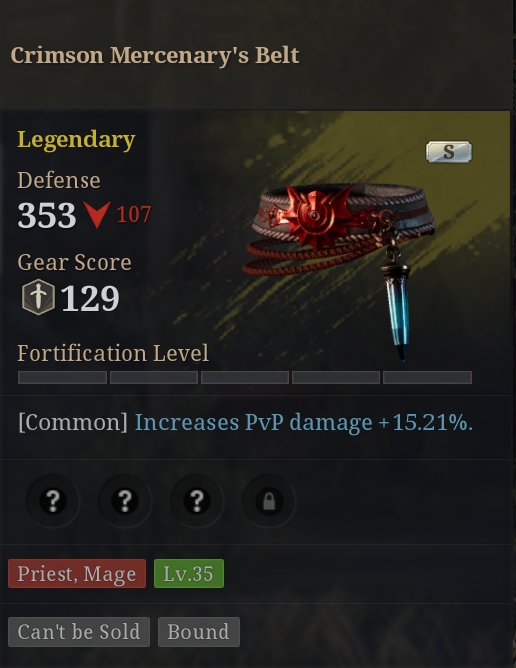 Crimson Mercenary's Belt
Legendary
S
Defense
353 107
Gear Score
129
Fortification Level
[Common] Increases PvP damage +15.21%.
? ? ?
Priest, Mage Lv.35
Can't be Sold Bound